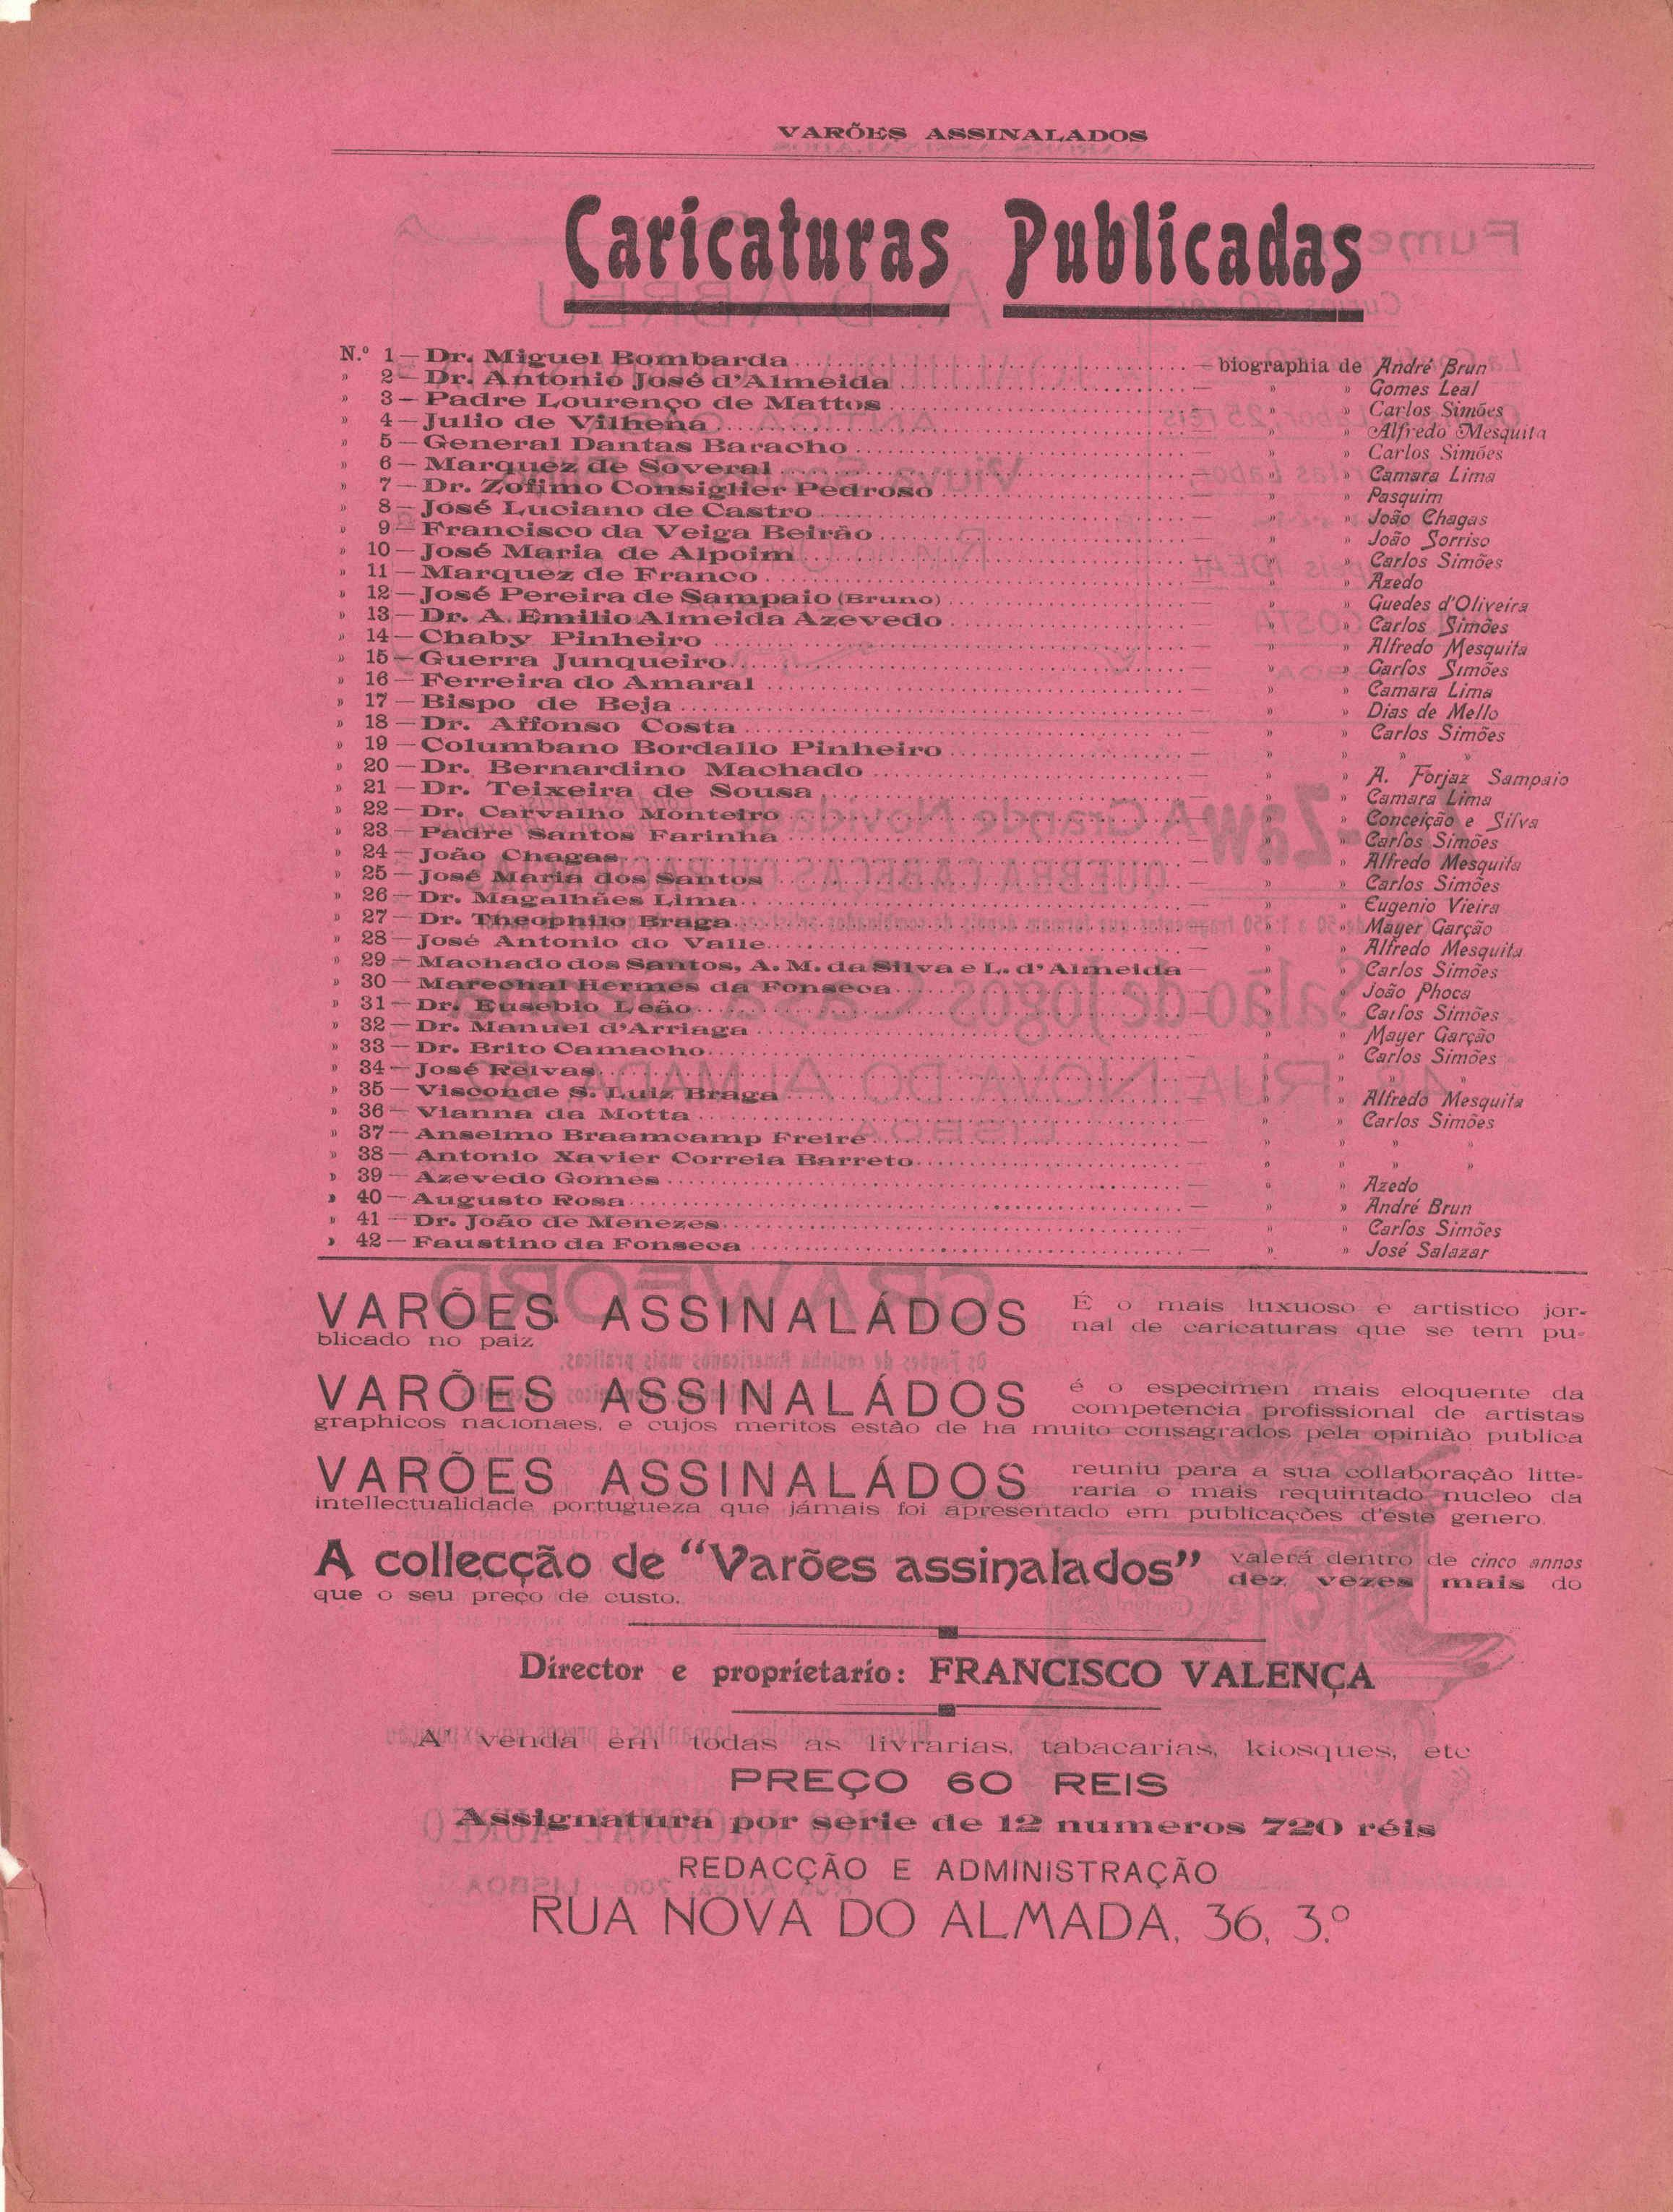 VARÕES ASSINALADOS
Caricaturas Publicadas
N.º 1—Dr. Miguel Bombarda — biographia de André Brun
» 2—Dr. Antonio José d'Almeida — » » Gomes Leal
» 3—Padre Lourenço de Mattos — » » Carlos Simões
» 4—Julio de Vilhena — » » Alfredo Mesquita
» 5—General Dantas Baracho — » » Carlos Simões
» 6—Marquez de Soveral — » » Camara Lima
» 7—Dr. Zofimo Consiglier Pedroso — » » Pasquim
» 8—José Luciano de Castro — » » João Chagas
» 9—Francisco da Veiga Beirão — » » João Sorriso
» 10—José Maria de Alpoim — » » Carlos Simões
» 11—Marquez de Franco — » » Azedo
» 12—José Pereira de Sampaio (Bruno) — » » Guedes d'Oliveira
» 13—Dr. A. Emilio Almeida Azevedo — » » Carlos Simões
» 14—Chaby Pinheiro — » » Alfredo Mesquita
» 15—Guerra Junqueiro — » » Carlos Simões
» 16—Ferreira do Amaral — » » Camara Lima
» 17—Bispo de Beja — » » Dias de Mello
» 18—Dr. Affonso Costa — » » Carlos Simões
» 19—Columbano Bordallo Pinheiro — » » » »
» 20—Dr. Bernardino Machado — » » A. Forjaz Sampaio
» 21—Dr. Teixeira de Sousa — » » Camara Lima
» 22—Dr. Carvalho Monteiro — » » Conceição e Silva
» 23—Padre Santos Farinha — » » Carlos Simões
» 24—João Chagas — » » Alfredo Mesquita
» 25—José Maria dos Santos — » » Carlos Simões
» 26—Dr. Magalhães Lima — » » Eugenio Vieira
» 27—Dr. Theophilo Braga — » » Mayer Garção
» 28—José Antonio do Valle — » » Alfredo Mesquita
» 29—Machado dos Santos, A. M. da Silva e L. d'Almeida — » » Carlos Simões
» 30—Marechal Hermes da Fonseca — » » João Phoca
» 31—Dr. Eusebio Leão — » » Carlos Simões
» 32—Dr. Manuel d'Arriaga — » » Mayer Garção
» 33—Dr. Brito Camacho — » » Carlos Simões
» 34—José Relvas — » » » »
» 35—Visconde S. Luiz Braga — » » Alfredo Mesquita
» 36—Vianna da Motta — » » Carlos Simões
» 37—Anselmo Braamcamp Freire — » » » »
» 38—Antonio Xavier Correia Barreto — » » » »
» 39—Azevedo Gomes — » » Azedo
» 40—Augusto Rosa — » » André Brun
» 41—Dr. João de Menezes — » » Carlos Simões
» 42—Faustino da Fonseca — » » José Salazar
VARÕES ASSINALÁDOS É o mais luxuoso e artistico jor-
nal de caricaturas que se tem pu-
blicado no paiz
VARÕES ASSINALÁDOS é o especimen mais eloquente da
competencia profissional de artistas
graphicos nacionaes, e cujos meritos estão de ha muito consagrados pela opinião publica
VARÕES ASSINALÁDOS reuniu para a sua collaboração litte-
raria o mais requintado nucleo da
intellectualidade portugueza que jámais foi apresentado em publicações d'este genero.
A collecção de "Varões assinalados" valerá dentro de cinco annos
dez vezes mais do
que o seu preço de custo.
Director e proprietario: FRANCISCO VALENÇA
A' venda em todas as livrarias, tabacarias, kiosques, etc
PREÇO 60 REIS
Assignatura por serie de 12 numeros 720 réis
REDACÇÃO E ADMINISTRAÇÃO
RUA NOVA DO ALMADA, 36, 3.º